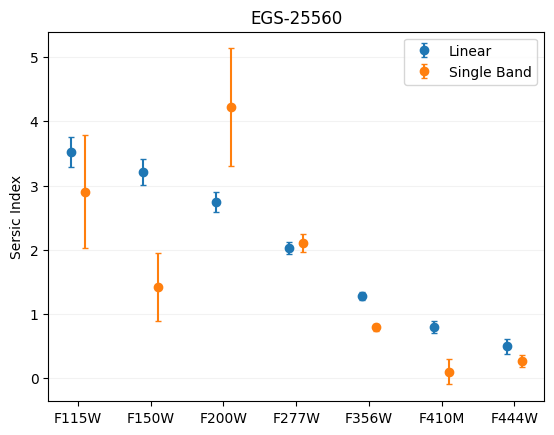 EGS-25560
Linear
Single Band
Sersic Index
5
4
3
2
1
0
F115W F150W F200W F277W F356W F410M F444W